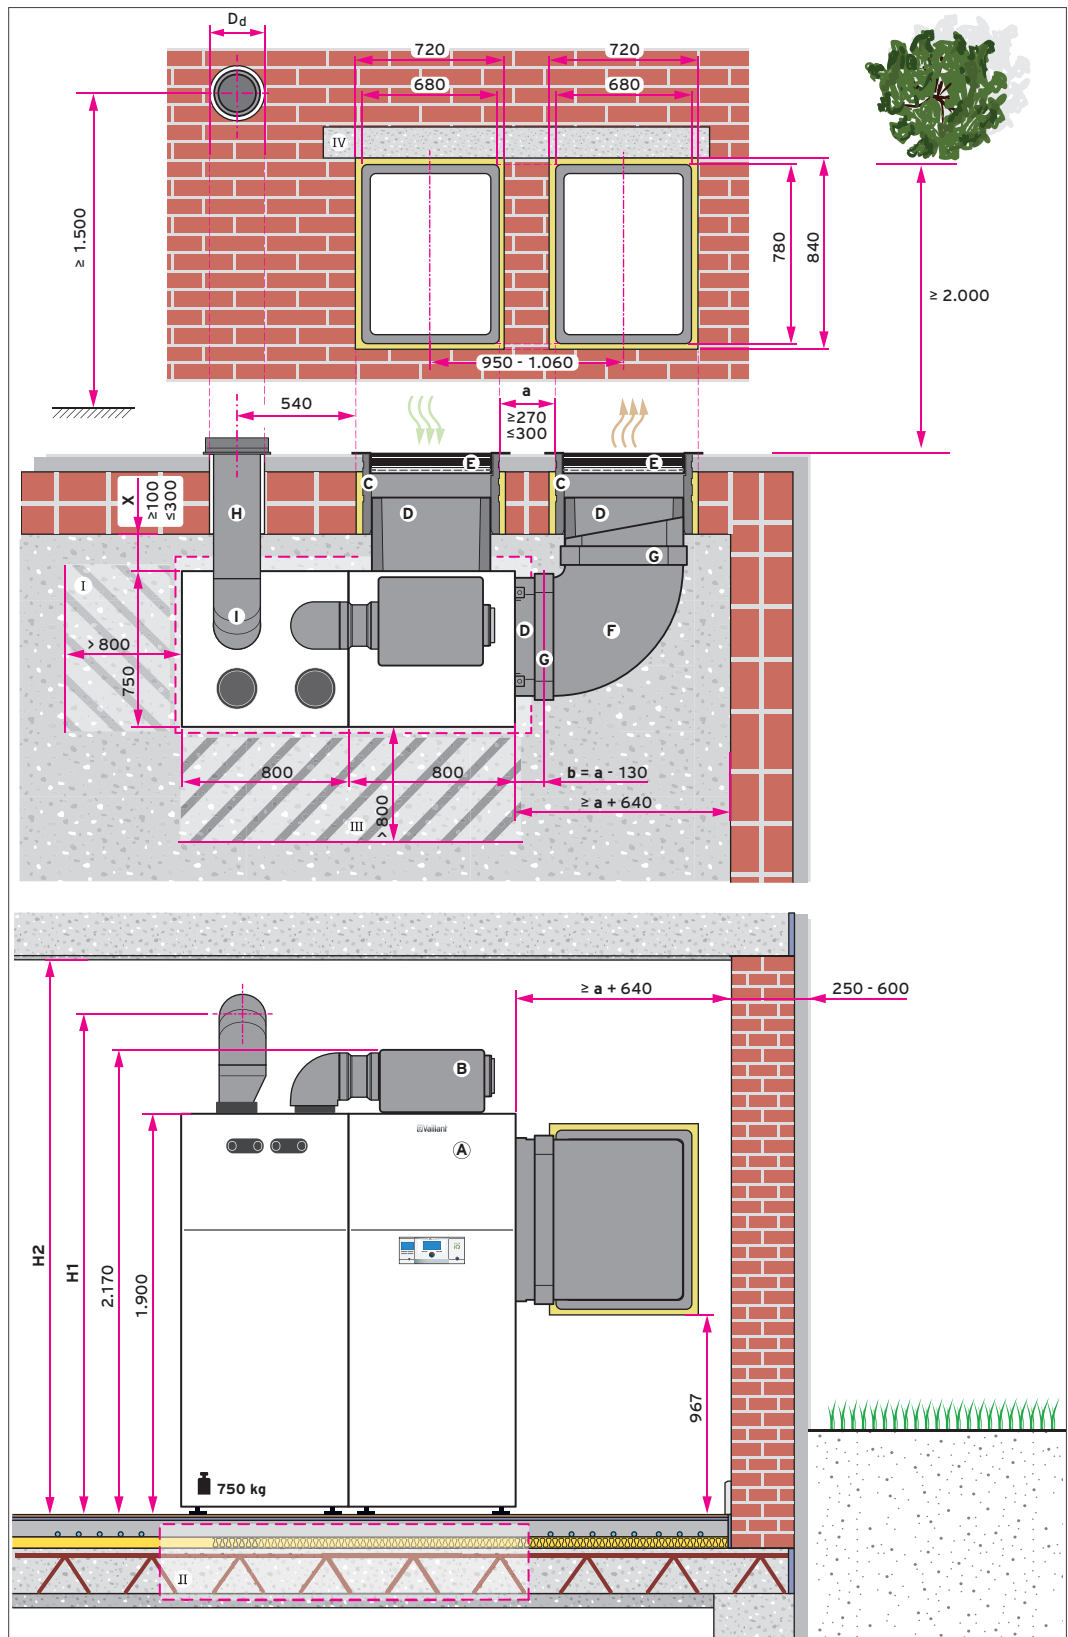 Dd
720
720
680
680
IV
≥ 1.500
780
840
≥ 2.000
950 - 1.060
540
a
≥270
≤300
E
E
C
C
D
D
H
X
≥100
≤300
G
I
I
> 800
750
D
F
G
800
800
b = a - 130
≥ a + 640
> 800
III
≥ a + 640
250 - 600
B
Vaillant
A
H2
H1
2.170
1.900
967
750 kg
II